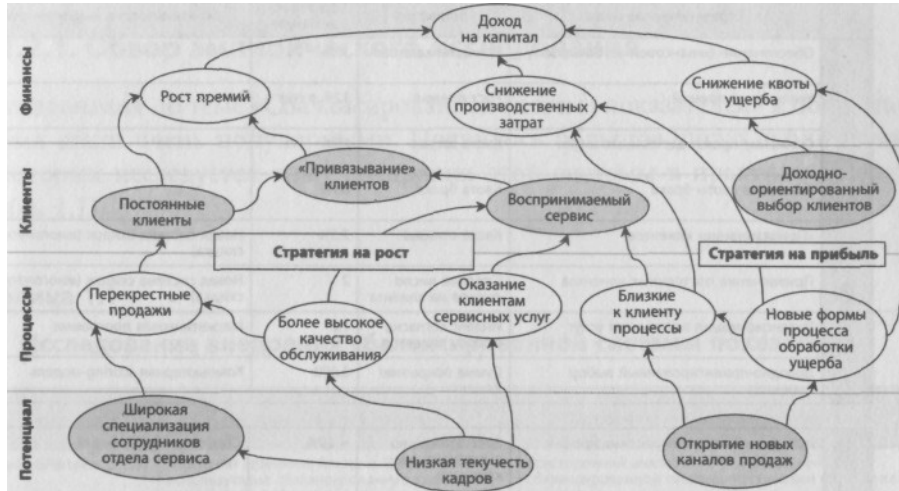 Финансы
Доход
на капитал
Рост премий
Снижение
производственных
затрат
Снижение квоты
ущерба
Клиенты
«Привязывание»
клиентов
Постоянные
клиенты
Воспринимаемый
сервис
Доходно-
ориентированный
выбор клиентов
Стратегия на рост
Стратегия на прибыль
Процессы
Перекрестные
продажи
Более высокое
качество
обслуживания
Оказание
клиентам
сервисных услуг
Близкие
к клиенту
процессы
Новые формы
процесса
обработки
ущерба
Потенциал
Широкая
специализация
сотрудников
отдела сервиса
Низкая текучесть
кадров
Открытие новых
каналов продаж